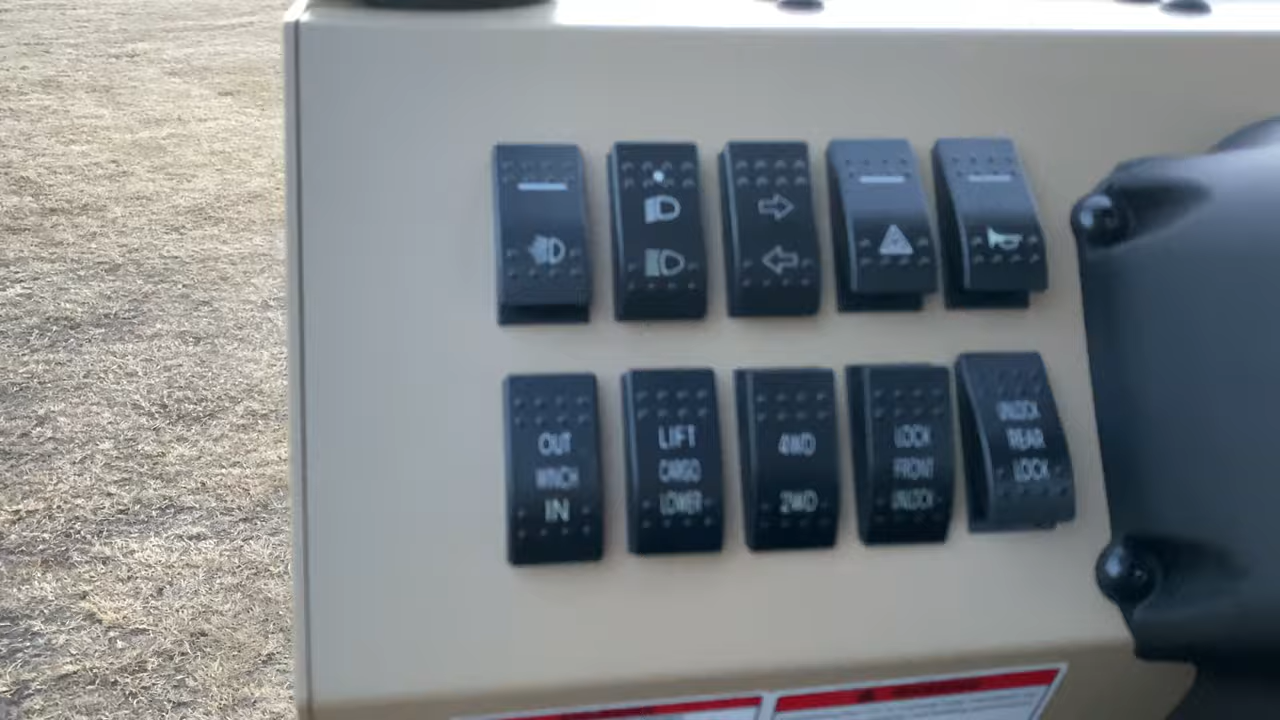 OUT
WINCH
IN
LIFT
CARGO
LOWER
4WD
2WD
LOCK
FRONT
UNLOCK
UNLOCK
REAR
LOCK